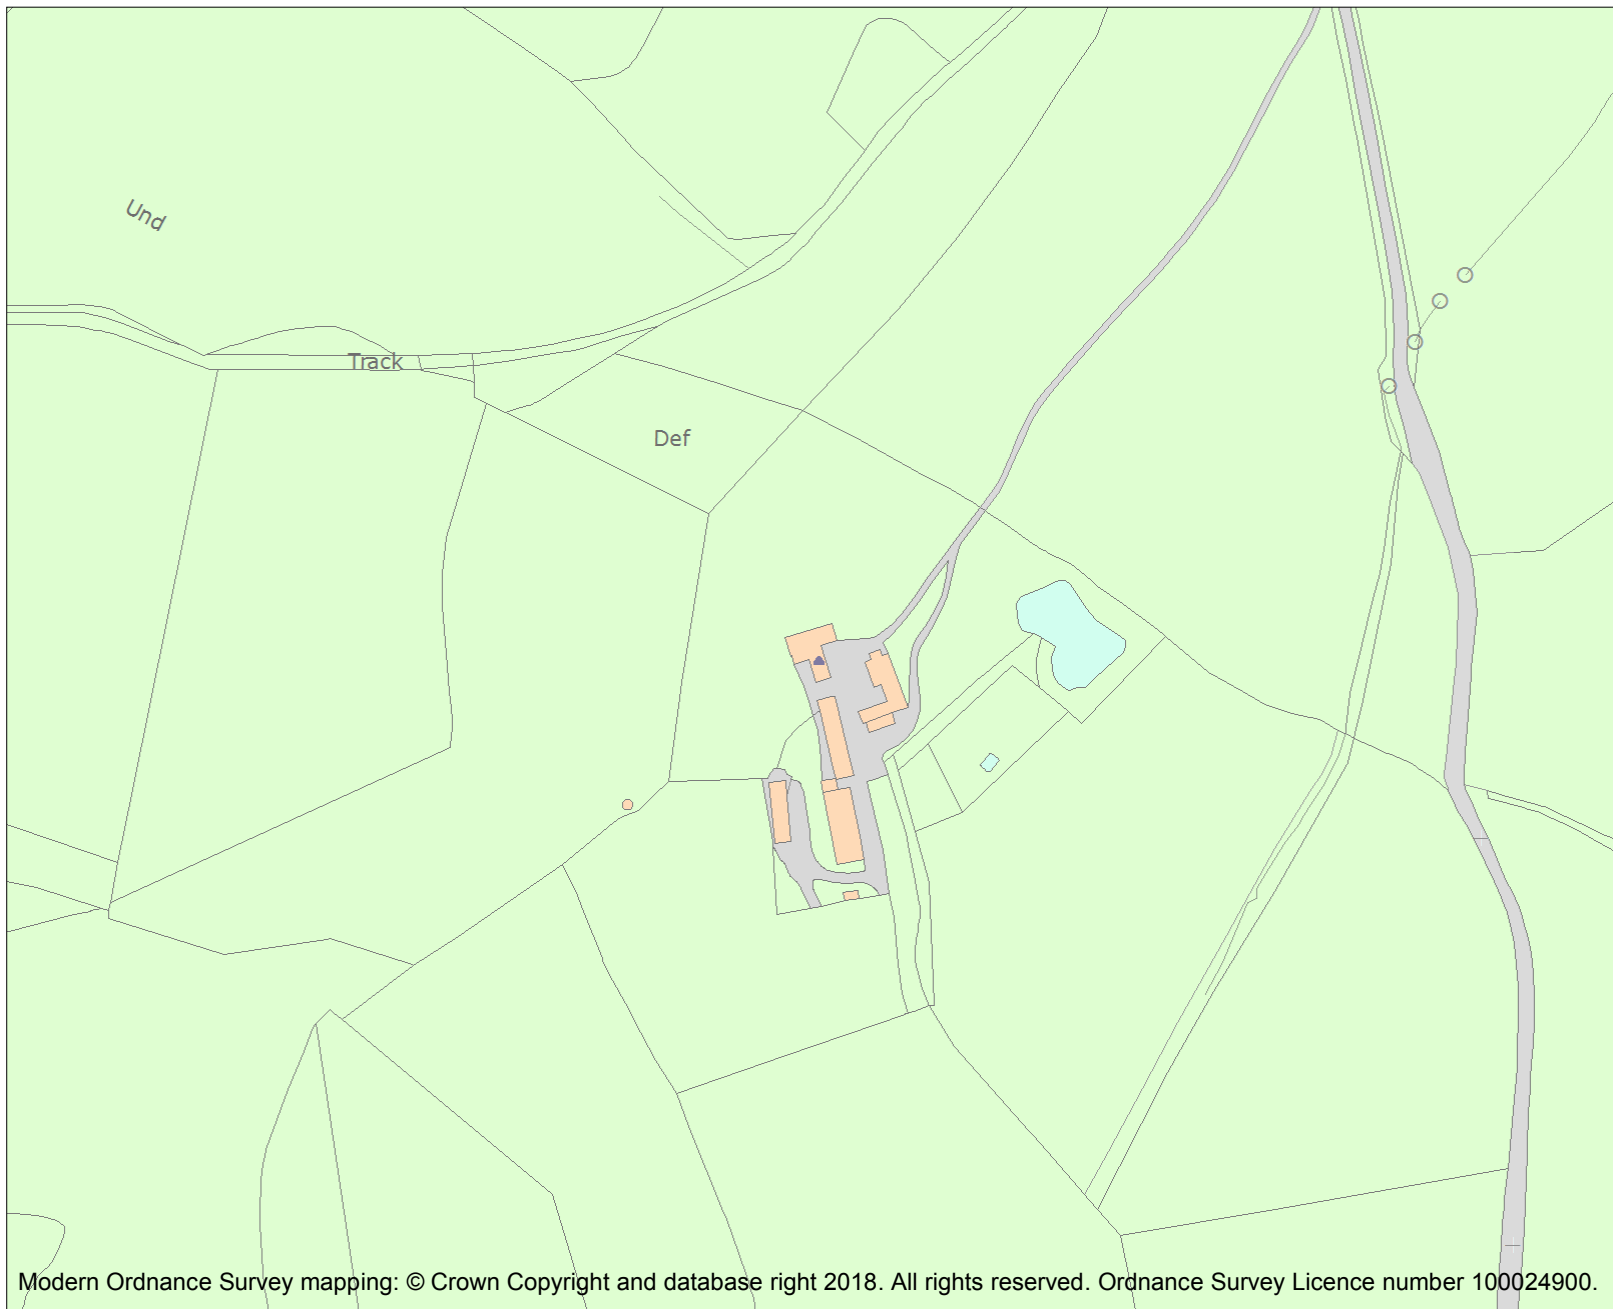 Und
Track
Def
Modern Ordnance Survey mapping: © Crown Copyright and database right 2018. All rights reserved. Ordnance Survey Licence number 100024900.